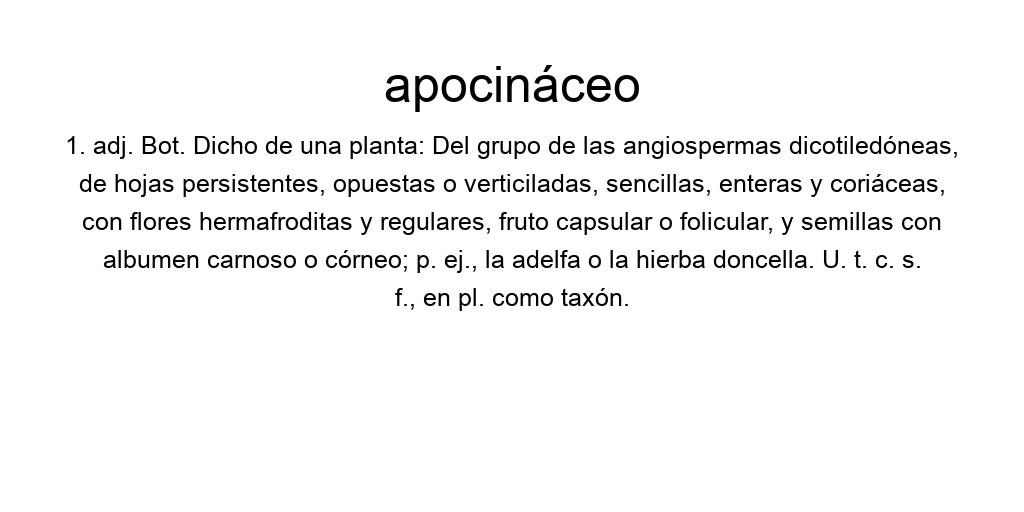 apocináceo
1. adj. Bot. Dicho de una planta: Del grupo de las angiospermas dicotiledóneas,
de hojas persistentes, opuestas o verticiladas, sencillas, enteras y coriáceas,
con flores hermafroditas y regulares, fruto capsular o folicular, y semillas con
albumen carnoso o córneo; p. ej., la adelfa o la hierba doncella. U. t. c. s.
f., en pl. como taxón.